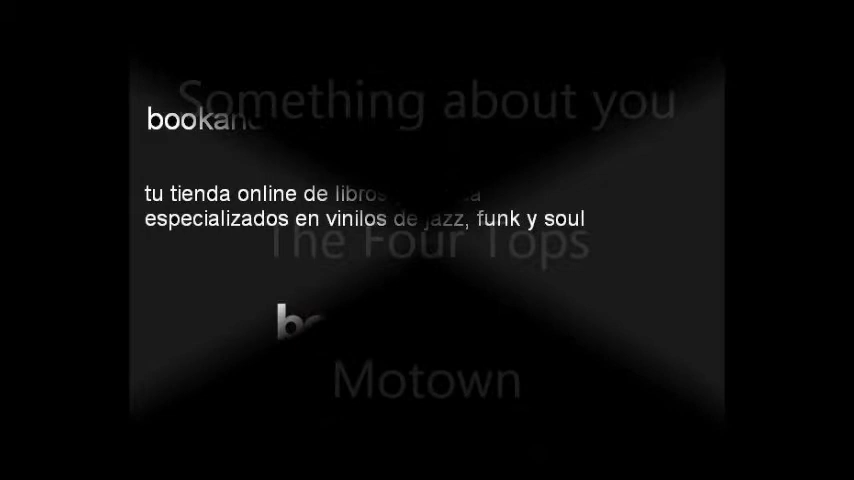 Something about you
bookand
tu tienda online de libros
especializados en vinilos de jazz, funk y soul
The Four Tops
Motown